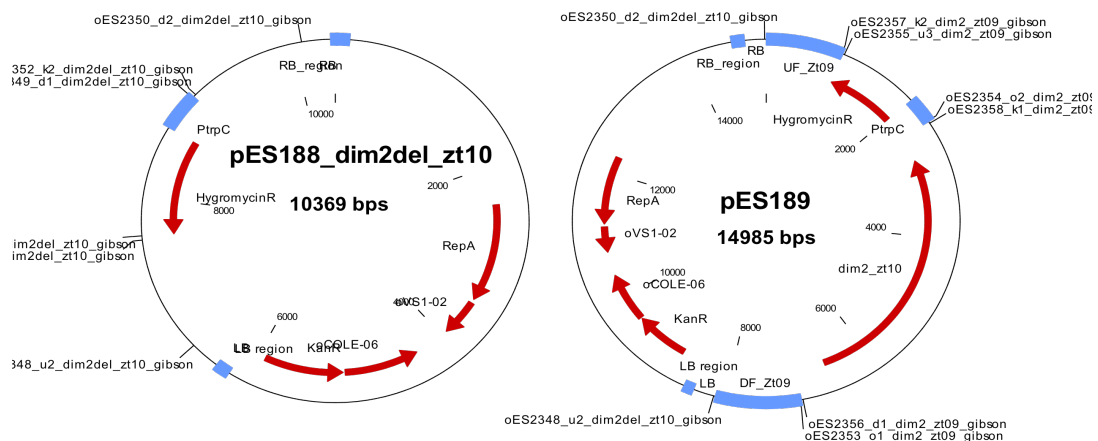 oES2350_d2_dim2del_zt10_gibson
352_k2_dim2del_zt10_gibson
349_d1_dim2del_zt10_gibson
RB_region
RB
10000
PtrpC
pES188_dim2del_zt10
2000
HygromycinR
8000
10369 bps
RepA
im2del_zt10_gibson
im2del_zt10_gibson
oVS1-02
6000
LB
LB region
KanR
oCOLE-06
348_u2_dim2del_zt10_gibson
oES2350_d2_dim2del_zt10_gibson
oES2357_k2_dim2_zt09_gibson
oES2355_u3_dim2_zt09_gibson
RB
RB_region
UF_Zt09
oES2354_o2_dim2_zt09
oES2358_k1_dim2_zt09
14000
HygromycinR
PtrpC
2000
12000
RepA
pES189
oVS1-02
14985 bps
4000
dim2_zt10
10000
oCOLE-06
KanR
6000
8000
LB region
LB
DF_Zt09
oES2348_u2_dim2del_zt10_gibson
oES2356_d1_dim2_zt09_gibson
oES2353_o1_dim2_zt09_gibson